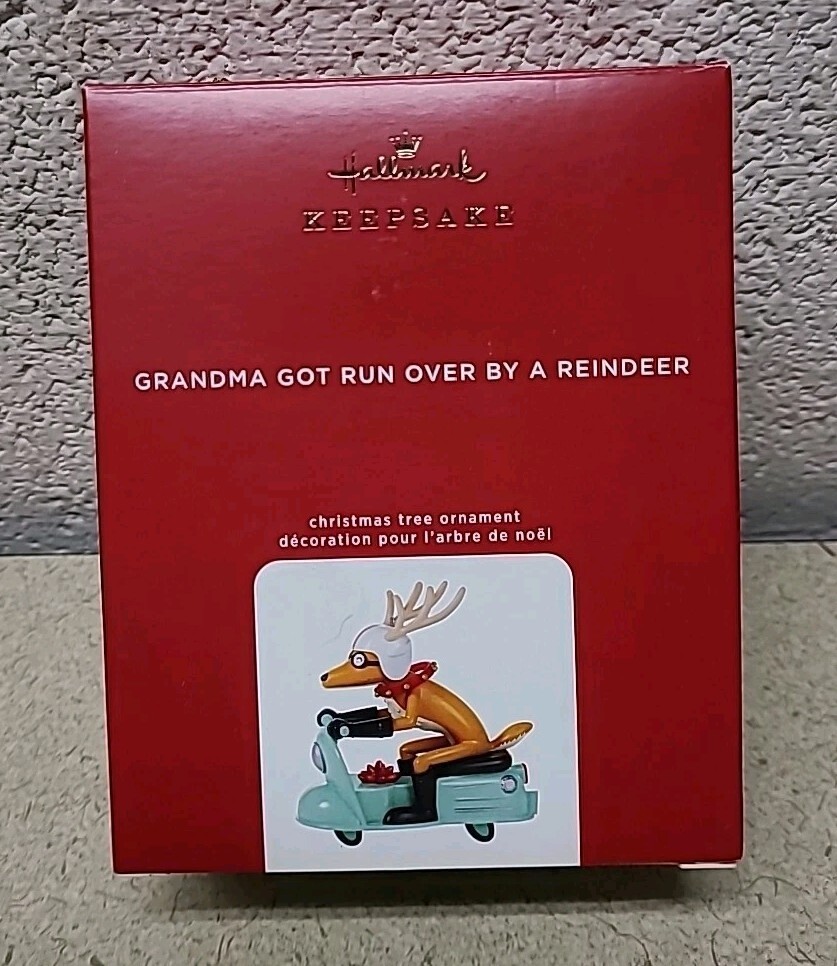 Hallmark
KEEPSAKE
GRANDMA GOT RUN OVER BY A REINDEER
christmas tree ornament
décoration pour l'arbre de noël